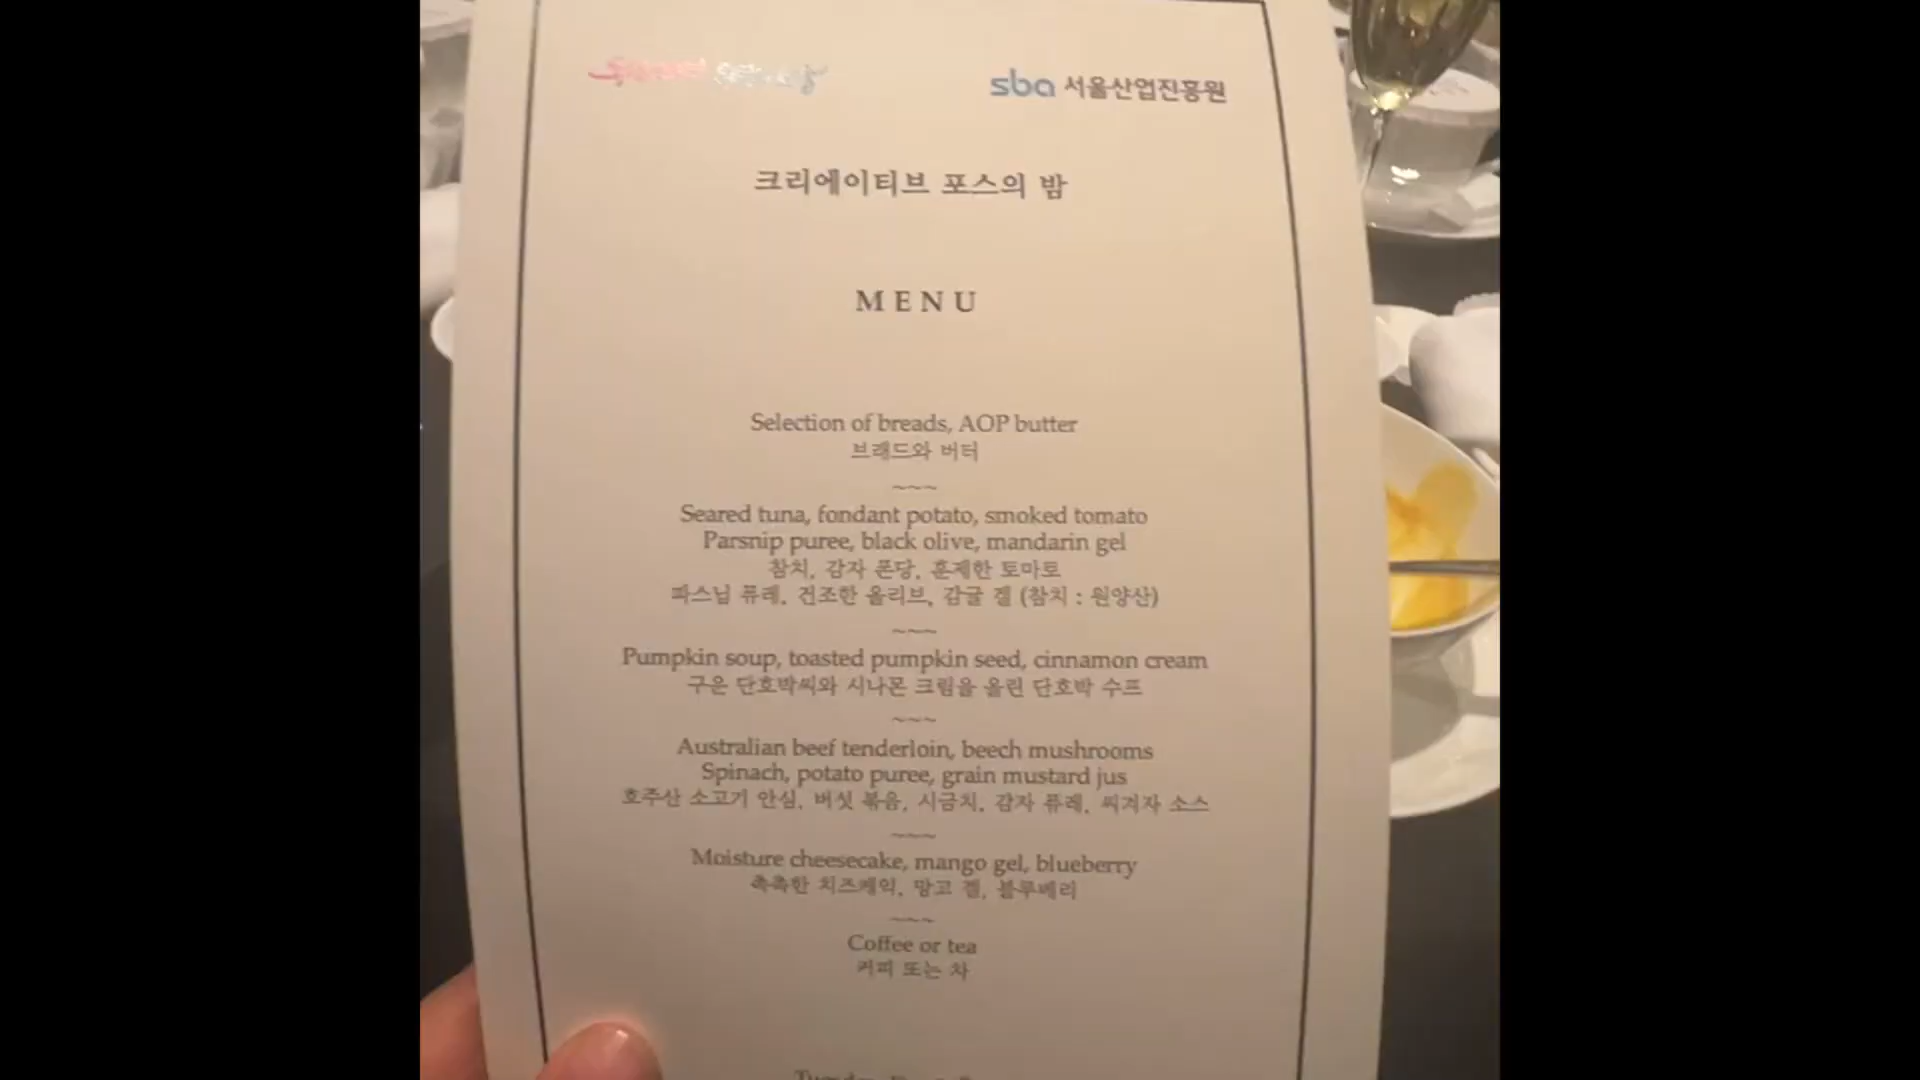 sba 서울산업진흥원
크리에이티브 포스의 밤
MENU
Selection of breads, AOP butter
브래드와 버터
~~~
Seared tuna, fondant potato, smoked tomato
Parsnip puree, black olive, mandarin gel
참치, 감자 폰당, 훈제한 토마토
파스닙 퓨레, 건조한 올리브, 감귤 겔 (참치 : 원양산)
~~~
Pumpkin soup, toasted pumpkin seed, cinnamon cream
구운 단호박씨와 시나몬 크림을 올린 단호박 수프
~~~
Australian beef tenderloin, beech mushrooms
Spinach, potato puree, grain mustard jus
호주산 소고기 안심, 버섯 볶음, 시금치, 감자 퓨레, 씨겨자 소스
~~~
Moisture cheesecake, mango gel, blueberry
촉촉한 치즈케익, 망고 겔, 블루베리
~~~
Coffee or tea
커피 또는 차